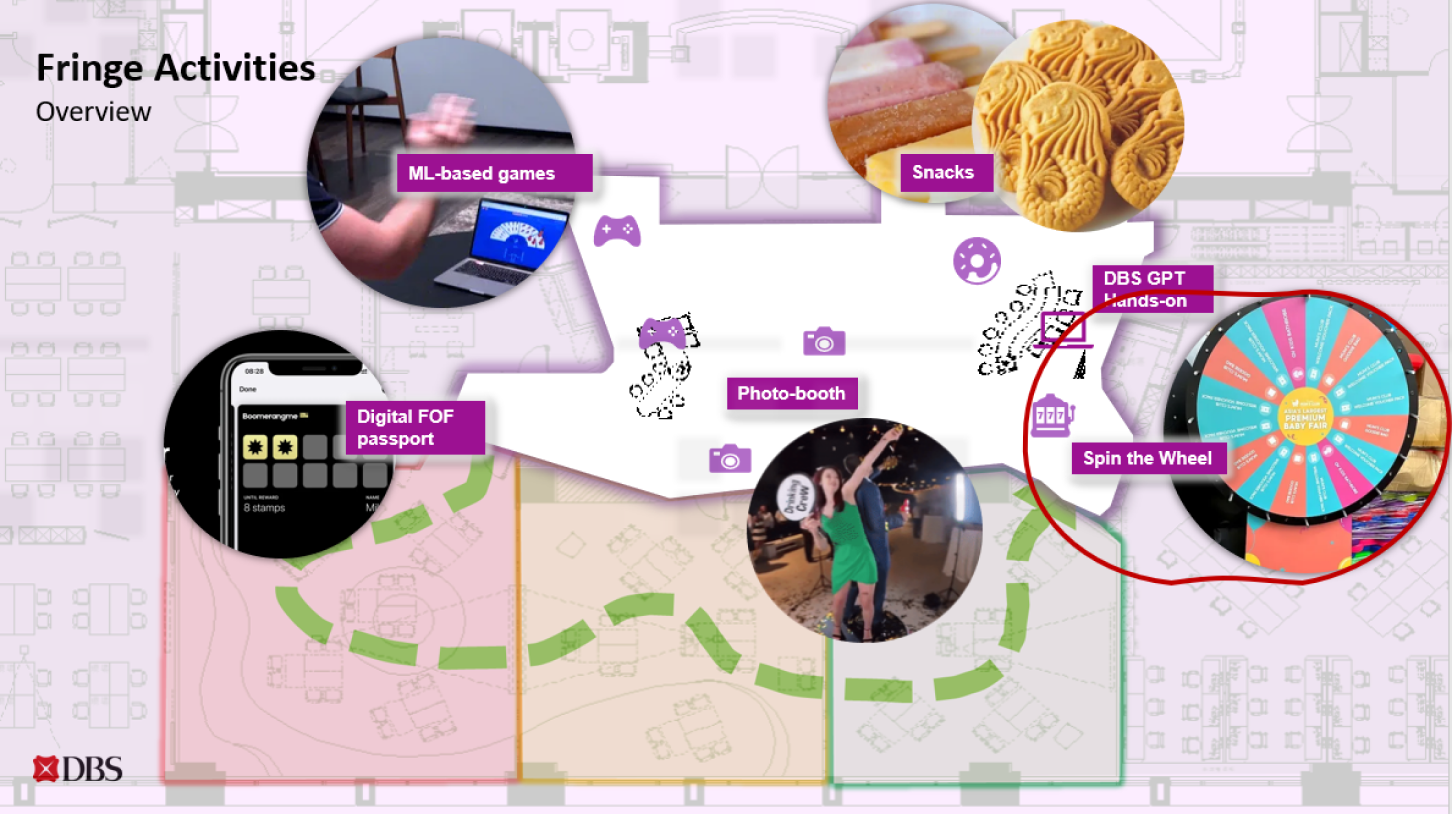 Fringe Activities
Overview
ML-based games
Snacks
DBS GPT
Hands-on
Digital FOF
passport
Photo-booth
Spin the Wheel
08:28
Done
Boomerangme
UNTIL REWARD
NAME
8 stamps
Drinking
Crew
777
ASIA'S LARGEST
PREMIUM
BABY FAIR
DBS